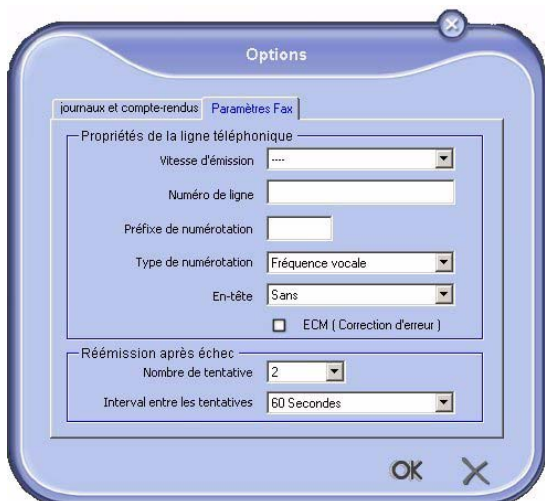 Options
journaux et compte-rendus Paramètres Fax
Propriétés de la ligne téléphonique
Vitesse d'émission ----
Numéro de ligne
Préfixe de numérotation
Type de numérotation Fréquence vocale
En-tête Sans
ECM ( Correction d'erreur )
Réémission après échec
Nombre de tentative 2
Interval entre les tentatives 60 Secondes
OK